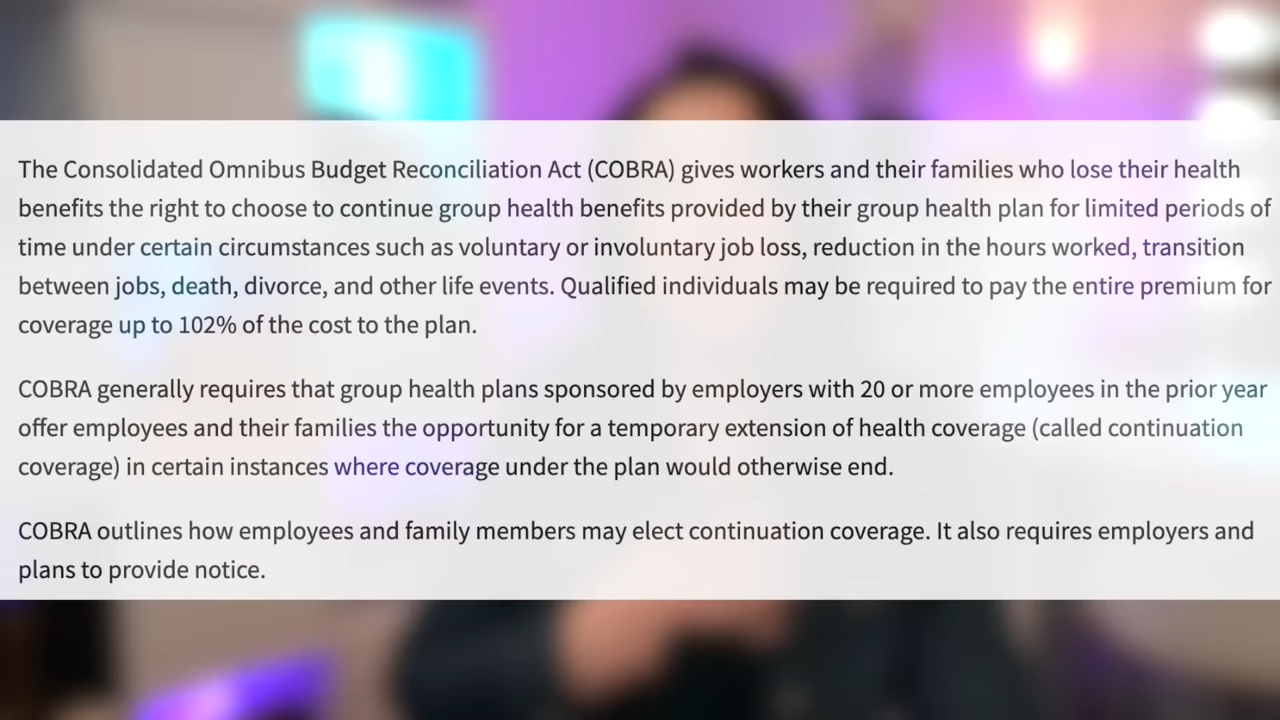 The Consolidated Omnibus Budget Reconciliation Act (COBRA) gives workers and their families who lose their health
benefits the right to choose to continue group health benefits provided by their group health plan for limited periods of
time under certain circumstances such as voluntary or involuntary job loss, reduction in the hours worked, transition
between jobs, death, divorce, and other life events. Qualified individuals may be required to pay the entire premium for
coverage up to 102% of the cost to the plan.
COBRA generally requires that group health plans sponsored by employers with 20 or more employees in the prior year
offer employees and their families the opportunity for a temporary extension of health coverage (called continuation
coverage) in certain instances where coverage under the plan would otherwise end.
COBRA outlines how employees and family members may elect continuation coverage. It also requires employers and
plans to provide notice.